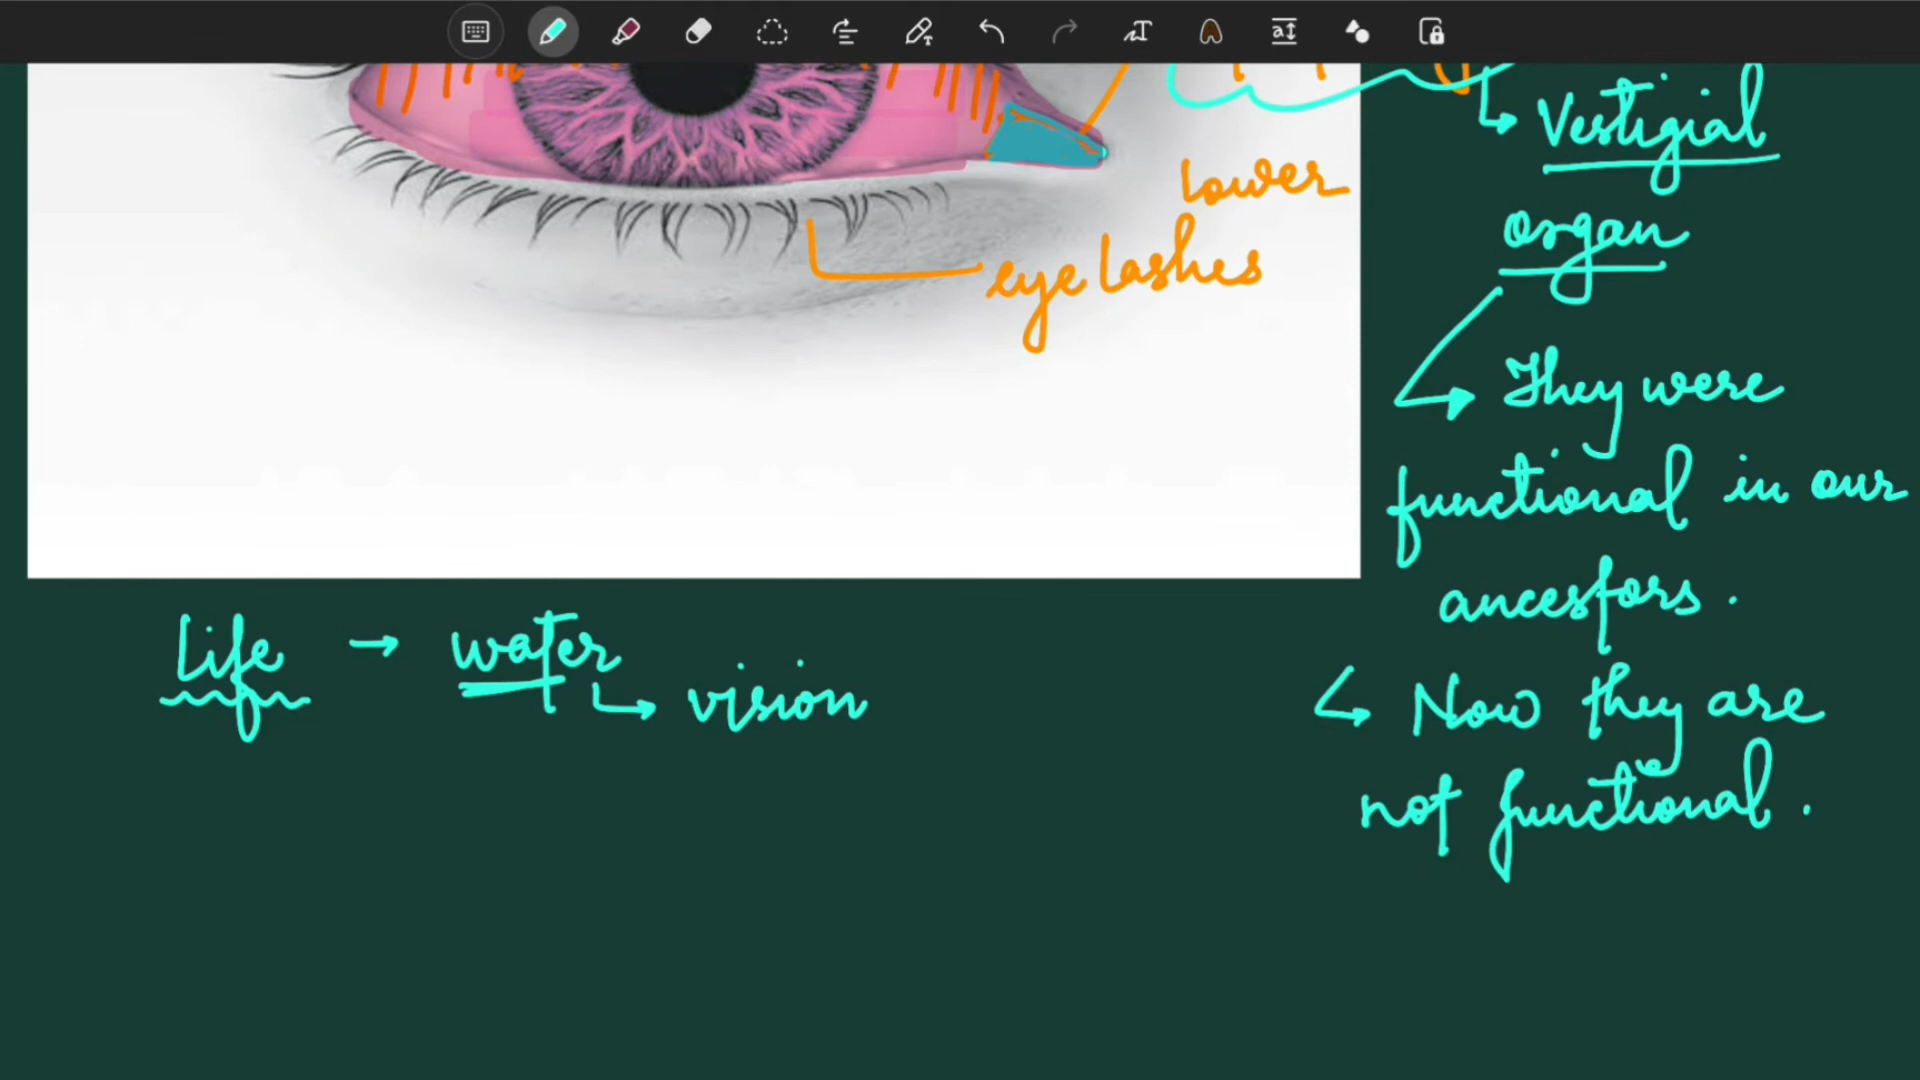 Vestigial
organ
lower
eye lashes
They were
functional in our
ancestors.
Now they are
not functional.
life → water
↳ vision